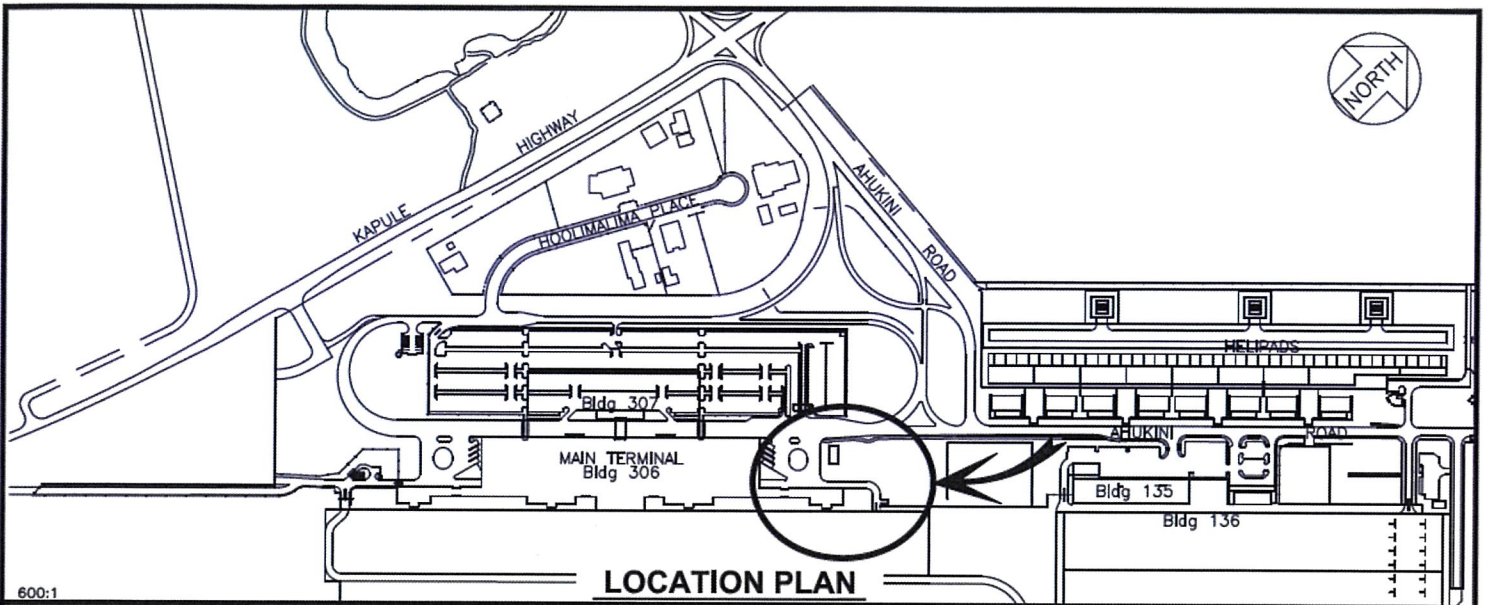 NORTH
HIGHWAY
KAPULE
HOOLIMALIMA PLACE
AHUKINI
ROAD
HELIPADS
Bldg 307
AHUKINI ROAD
MAIN TERMINAL
Bldg 306
Bldg 135
Bldg 136
LOCATION PLAN
600:1